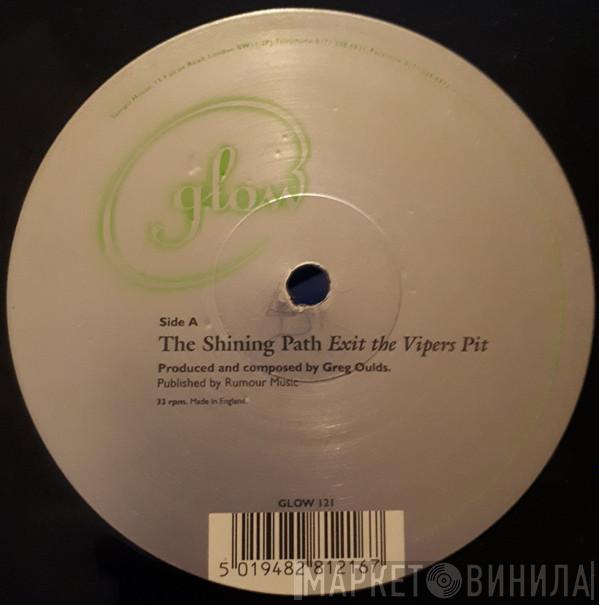 glow
Side A
The Shining Path Exit the Vipers Pit
Produced and composed by Greg Oulds.
Published by Rumour Music
33 rpm. Made in England.
GLOW 121
5 019482 812167
МАРКЕТ ВИНИЛА